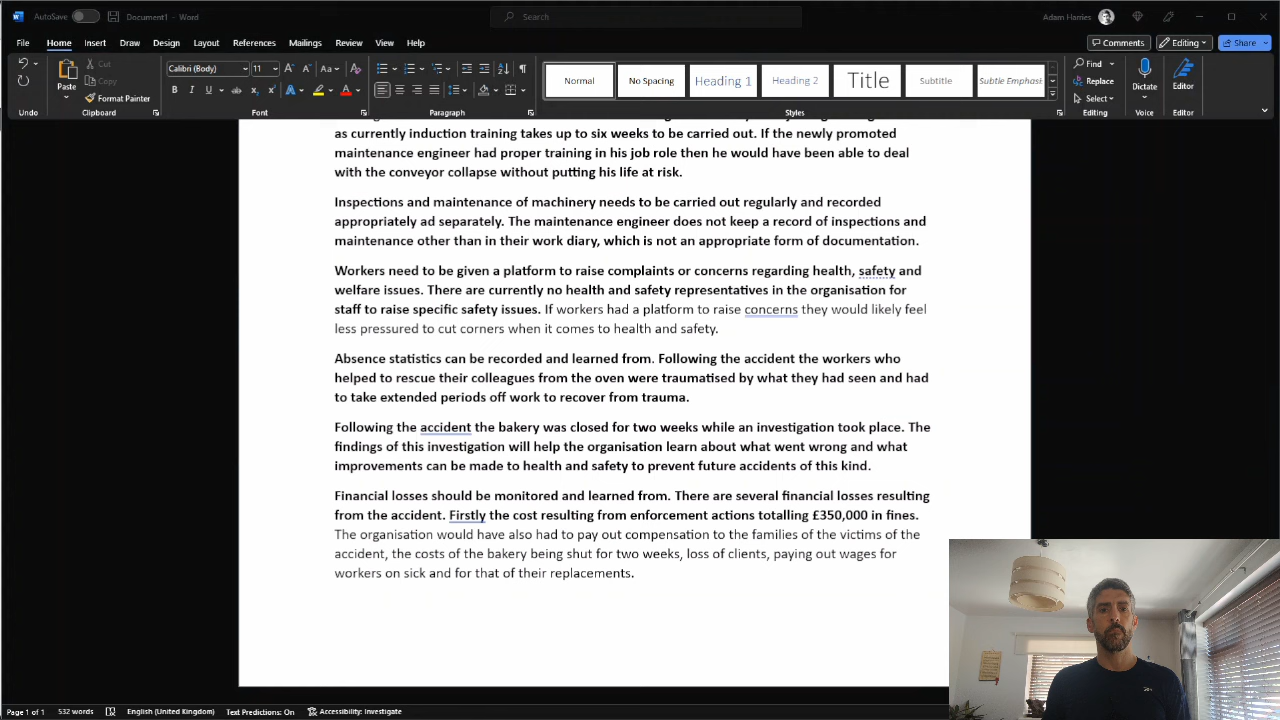 AutoSave Document1 - Word Search Adam Horries
File Home Insert Draw Design Layout References Mailings Review View Help Comments Editing Share
Calibri (Body) 11 Aa Normal No Spacing Heading 1 Heading 2 Title Subtitle Subtle Emphasis
Paste Cut Copy Format Painter Find Replace Select Dictate Editor
Undo Clipboard Font Paragraph Styles Editing Voice Editor
as currently induction training takes up to six weeks to be carried out. If the newly promoted
maintenance engineer had proper training in his job role then he would have been able to deal
with the conveyor collapse without putting his life at risk.
Inspections and maintenance of machinery needs to be carried out regularly and recorded
appropriately ad separately. The maintenance engineer does not keep a record of inspections and
maintenance other than in their work diary, which is not an appropriate form of documentation.
Workers need to be given a platform to raise complaints or concerns regarding health, safety and
welfare issues. There are currently no health and safety representatives in the organisation for
staff to raise specific safety issues. If workers had a platform to raise concerns they would likely feel
less pressured to cut corners when it comes to health and safety.
Absence statistics can be recorded and learned from. Following the accident the workers who
helped to rescue their colleagues from the oven were traumatised by what they had seen and had
to take extended periods off work to recover from trauma.
Following the accident the bakery was closed for two weeks while an investigation took place. The
findings of this investigation will help the organisation learn about what went wrong and what
improvements can be made to health and safety to prevent future accidents of this kind.
Financial losses should be monitored and learned from. There are several financial losses resulting
from the accident. Firstly the cost resulting from enforcement actions totalling £350,000 in fines.
The organisation would have also had to pay out compensation to the families of the victims of the
accident, the costs of the bakery being shut for two weeks, loss of clients, paying out wages for
workers on sick and for that of their replacements.
Page 1 of 1 532 words English (United Kingdom) Text Predictions: On Accessibility: Investigate